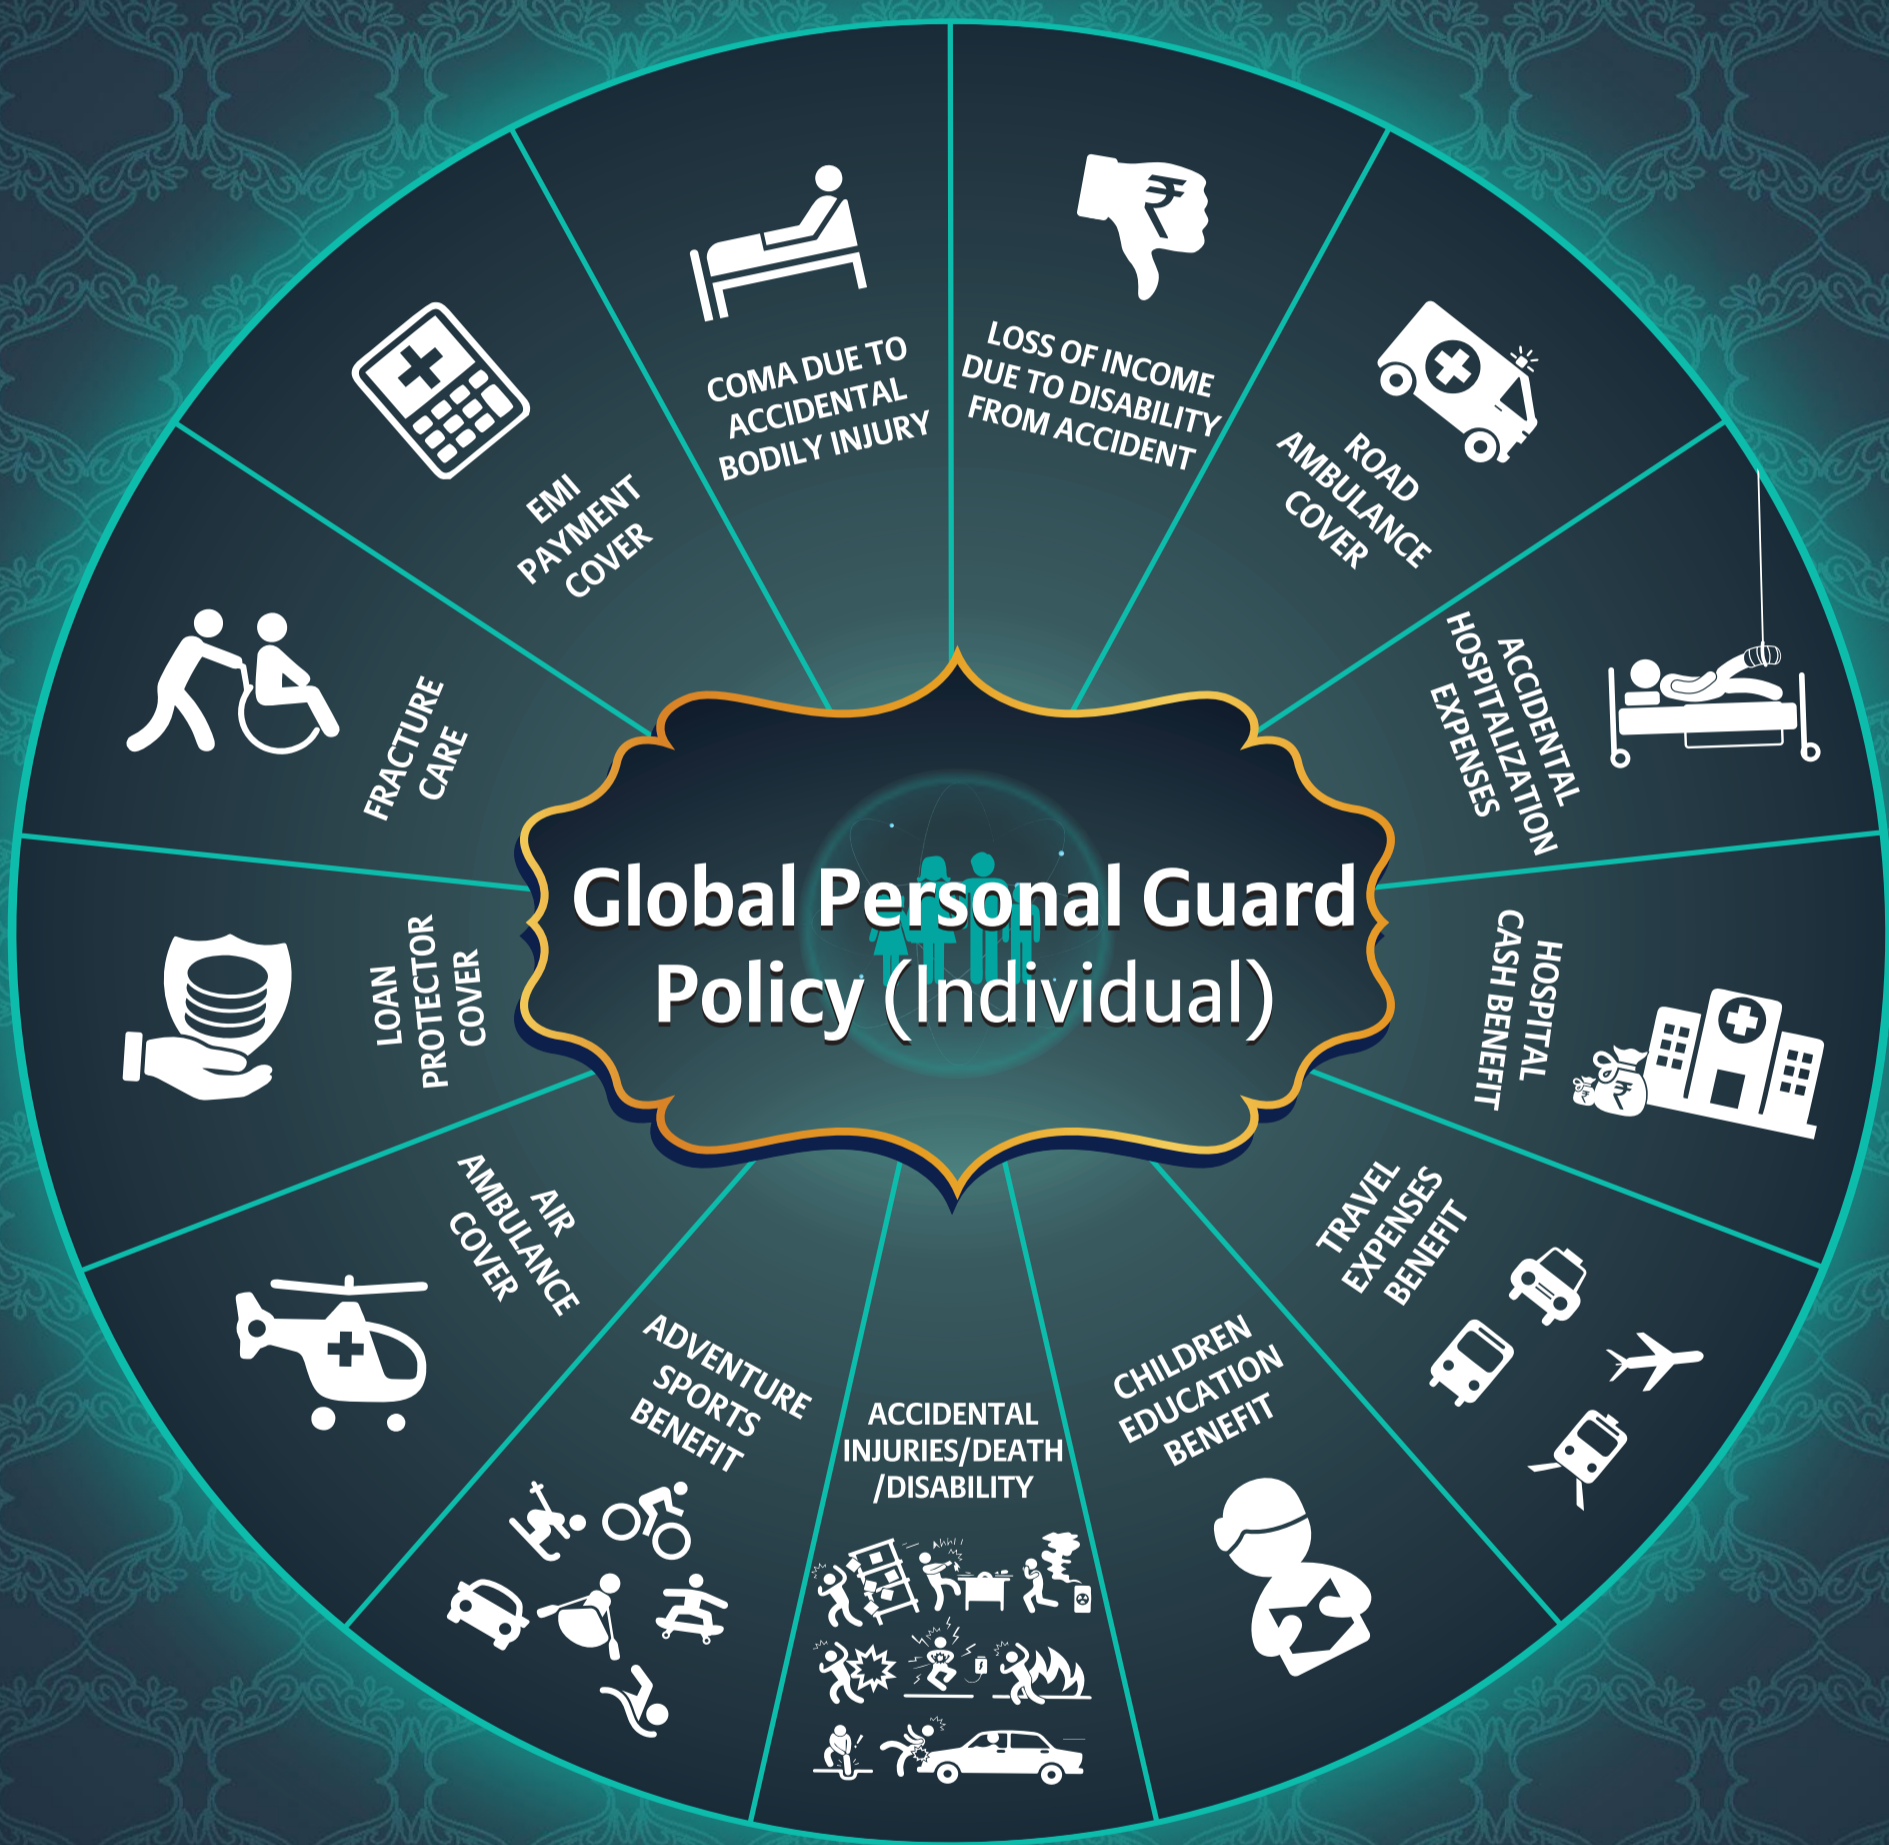 Global Personal Guard
Policy (Individual)
COMA DUE TO
ACCIDENTAL
BODILY INJURY
LOSS OF INCOME
DUE TO DISABILITY
FROM ACCIDENT
ROAD
AMBULANCE
COVER
ACCIDENTAL
HOSPITALIZATION
EXPENSES
HOSPITAL
CASH BENEFIT
TRAVEL
EXPENSES
BENEFIT
CHILDREN
EDUCATION
BENEFIT
ACCIDENTAL
INJURIES/DEATH
/DISABILITY
ADVENTURE
SPORTS
BENEFIT
AIR
AMBULANCE
COVER
LOAN
PROTECTOR
COVER
FRACTURE
CARE
EMI
PAYMENT
COVER